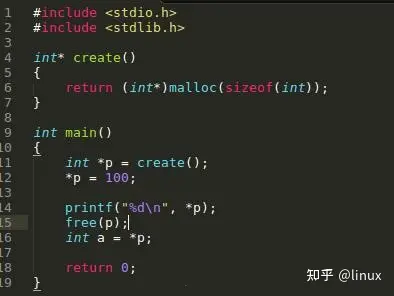 1 #include <stdio.h>
2 #include <stdlib.h>
3
4 int* create()
5 {
6     return (int*)malloc(sizeof(int));
7 }
8
9 int main()
10 {
11     int *p = create();
12     *p = 100;
13
14     printf("%d\n", *p);
15     free(p);
16     int a = *p;
17
18     return 0;
19 }
知乎 @linux